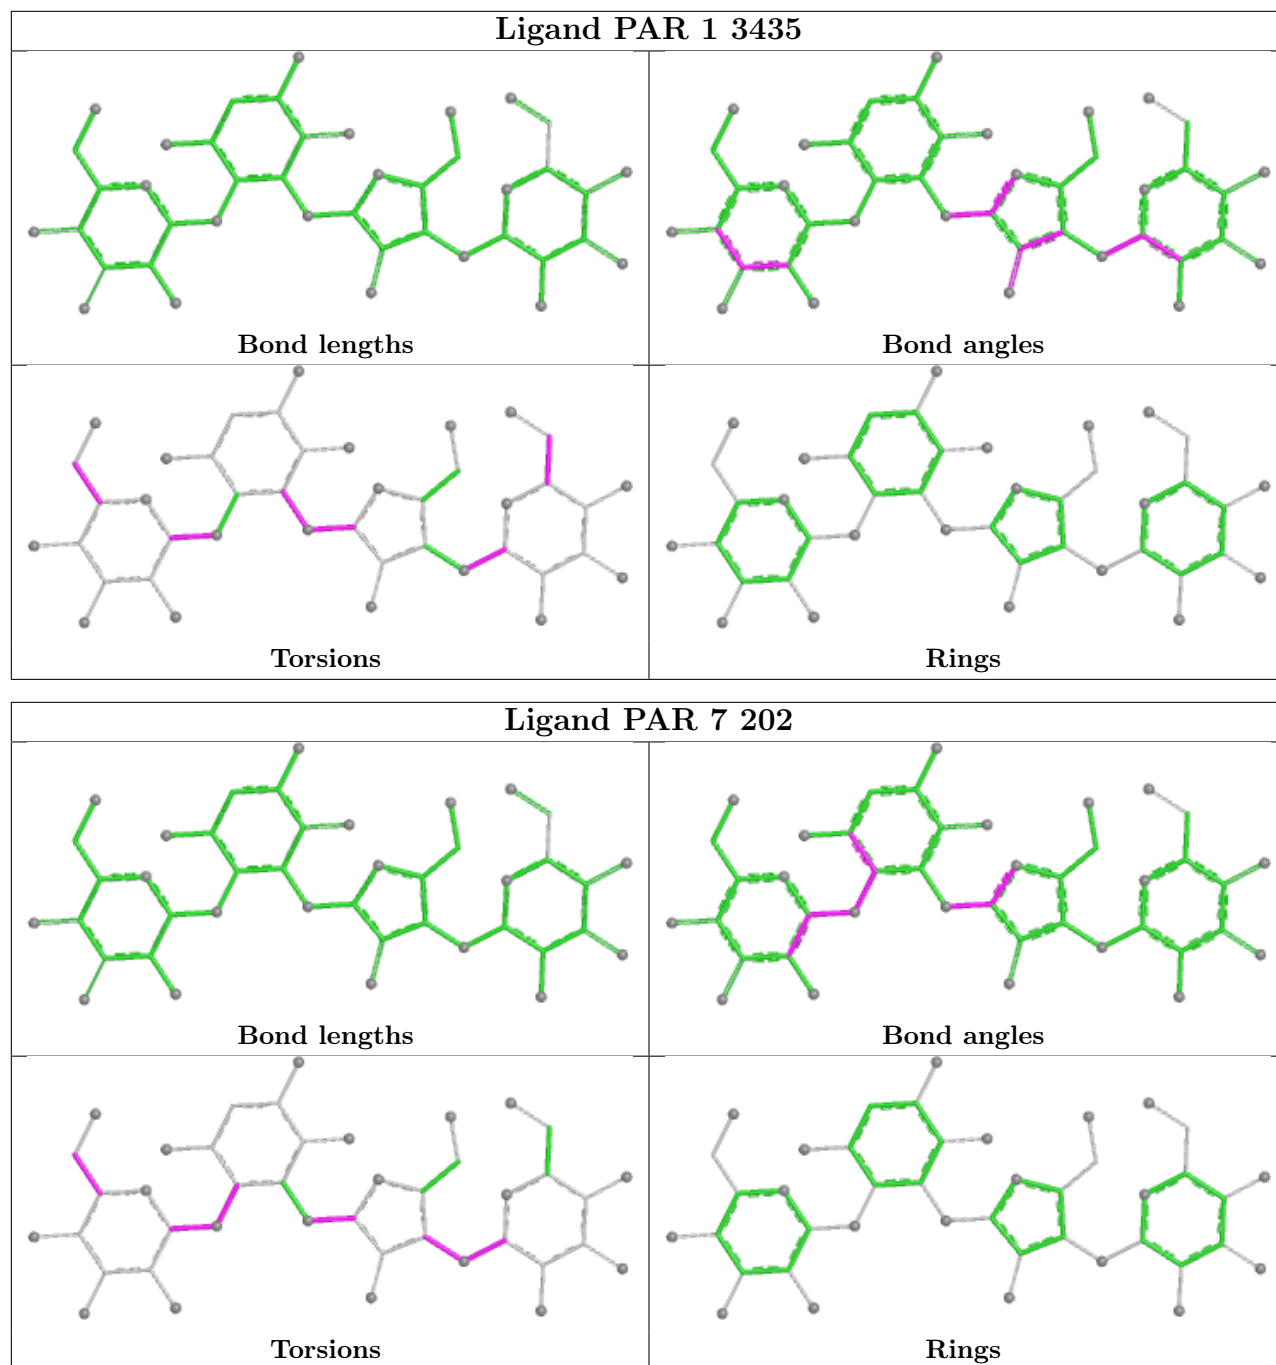 Ligand PAR 1 3435
Bond lengths
Bond angles
Torsions
Rings
Ligand PAR 7 202
Bond lengths
Bond angles
Torsions
Rings